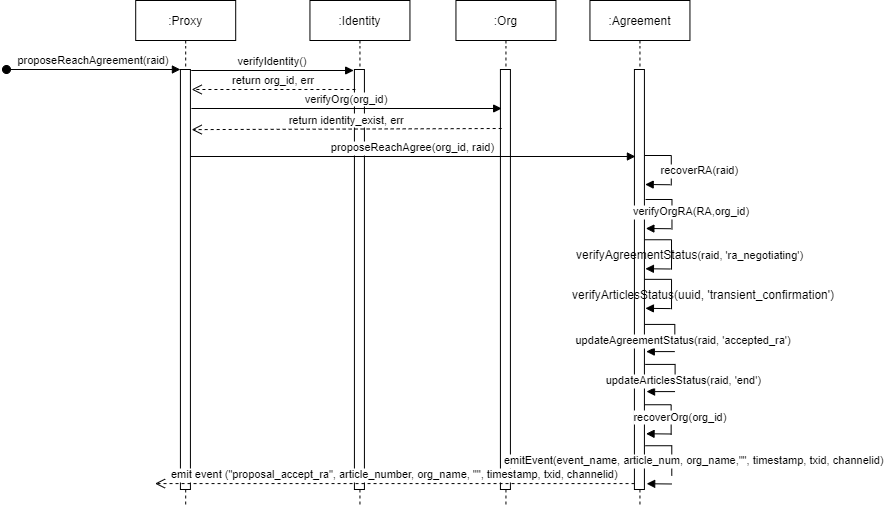 :Proxy
:Identity
:Org
:Agreement
proposeReachAgreement(raid)
verifyIdentity()
return org_id, err
verifyOrg(org_id)
return identity_exist, err
proposeReachAgree(org_id, raid)
recoverRA(raid)
verifyOrgRA(RA,org_id)
verifyAgreementStatus(raid, 'ra_negotiating')
verifyArticlesStatus(uuid, 'transient_confirmation')
updateAgreementStatus(raid, 'accepted_ra')
updateArticlesStatus(raid, 'end')
recoverOrg(org_id)
emitEvent(event_name, article_num, org_name,"", timestamp, txid, channelid)
emit event ("proposal_accept_ra", article_number, org_name, "", timestamp, txid, channelid)